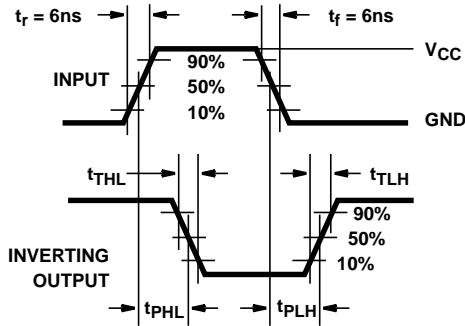 tr = 6ns
tf = 6ns
VCC
90%
INPUT
50%
10%
GND
tTHL
tTLH
90%
50%
INVERTING
OUTPUT
10%
tPHL
tPLH